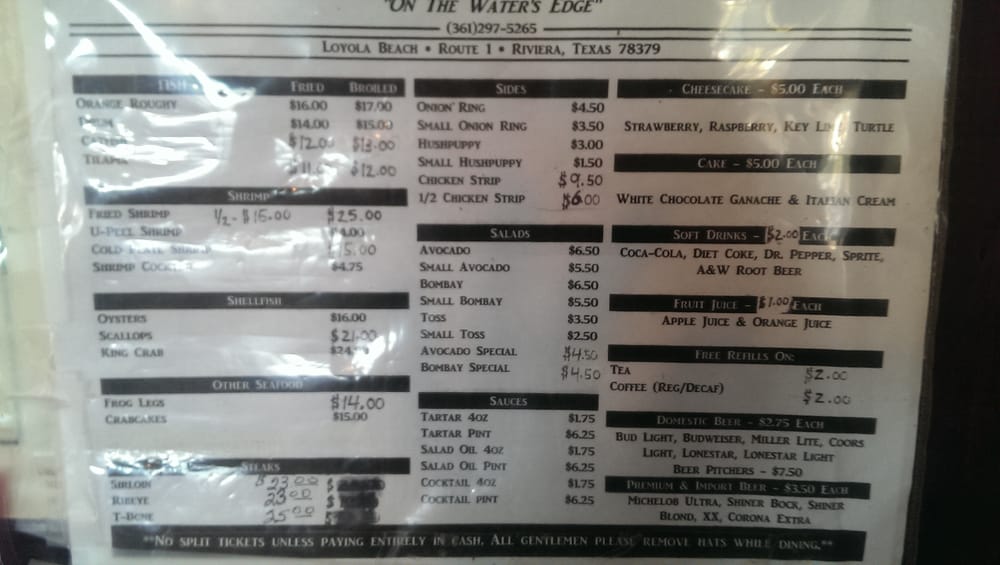 "On The Water's Edge"
(361)297-5265
Loyola Beach • Route 1 • Riviera, Texas 78379
Fish Fried Broiled
Orange Roughy $16.00 $17.00
Drum $14.00 $15.00
$12.00 $13.00
Tilapia $12.00
Shrimp
Fried Shrimp 1/2 - $15.00 $25.00
U-Peel Shrimp
Cold Plate Shrimp
Shrimp Cocktail $4.75
Shellfish
Oysters $16.00
Scallops $21.00
King Crab
Other Seafood
Frog Legs $14.00
Crabcakes $15.00
Steaks
Sirloin $23.00 $
Ribeye 23.00 $
T-Bone 25.00 $
Sides
Onion Ring $4.50
Small Onion Ring $3.50
Hushpuppy $3.00
Small Hushpuppy $1.50
Chicken Strip $9.50
1/2 Chicken Strip $6.00
Salads
Avocado $6.50
Small Avocado $5.50
Bombay $6.50
Small Bombay $5.50
Toss $3.50
Small Toss $2.50
Avocado Special $4.50
Bombay Special $4.50
Sauces
Tartar 4oz $1.75
Tartar Pint $6.25
Salad Oil 4oz $1.75
Salad Oil Pint $6.25
Cocktail 4oz $1.75
Cocktail Pint $6.25
Cheesecake - $5.00 Each
Strawberry, Raspberry, Key Lime, Turtle
Cake - $5.00 Each
White Chocolate Ganache & Italian Cream
Soft Drinks - $2.00 Each
Coca-Cola, Diet Coke, Dr. Pepper, Sprite,
A&W Root Beer
Fruit Juice - $1.00 Each
Apple Juice & Orange Juice
Free Refills On:
Tea $2.00
Coffee (Reg/Decaf) $2.00
Domestic Beer - $2.75 Each
Bud Light, Budweiser, Miller Lite, Coors
Light, Lonestar, Lonestar Light
Beer Pitchers - $7.50
Premium & Import Beer - $3.50 Each
Michelob Ultra, Shiner Bock, Shiner
Blond, XX, Corona Extra
**No split tickets unless paying entirely in cash. All gentlemen please remove hats while dining.**